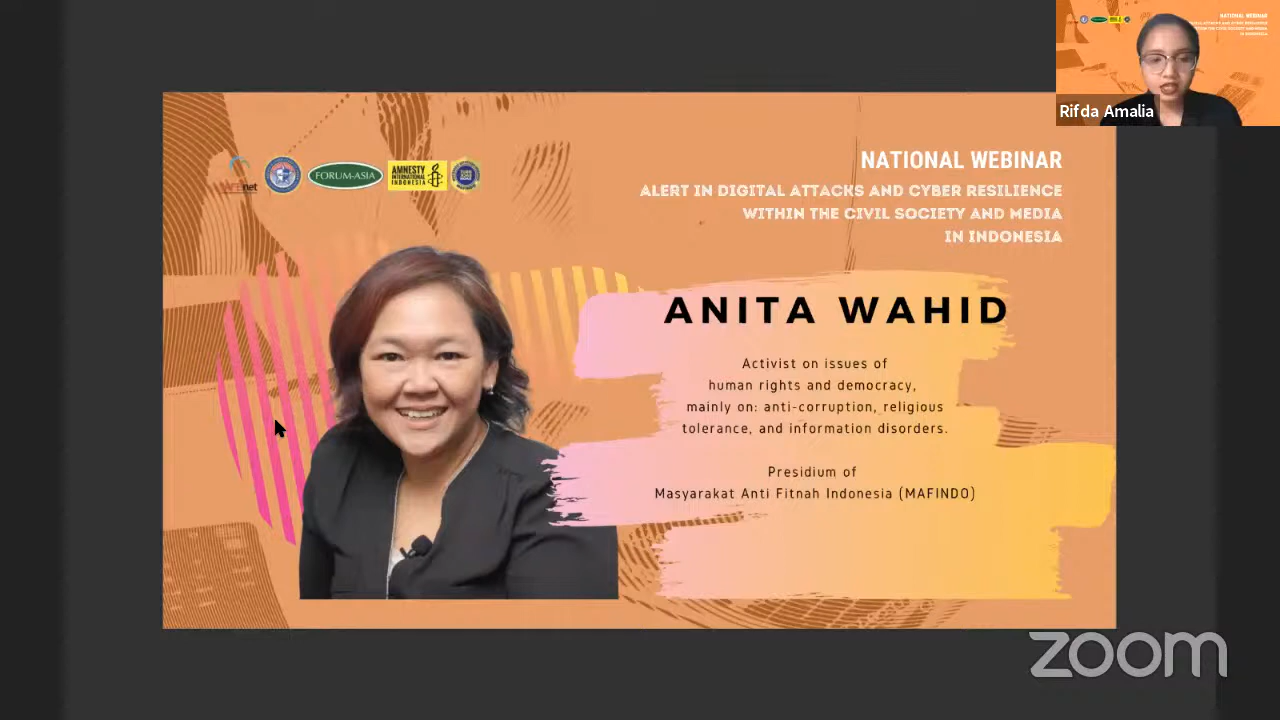 NATIONAL WEBINAR
Rifda Amalia
FORUM-ASIA
AMNESTY
INTERNATIONAL
INDONESIA
NATIONAL WEBINAR
ALERT IN DIGITAL ATTACKS AND CYBER RESILIENCE
WITHIN THE CIVIL SOCIETY AND MEDIA
IN INDONESIA
ANITA WAHID
Activist on issues of
human rights and democracy,
mainly on: anti-corruption, religious
tolerance, and information disorders.
Presidium of
Masyarakat Anti Fitnah Indonesia (MAFINDO)
zoom